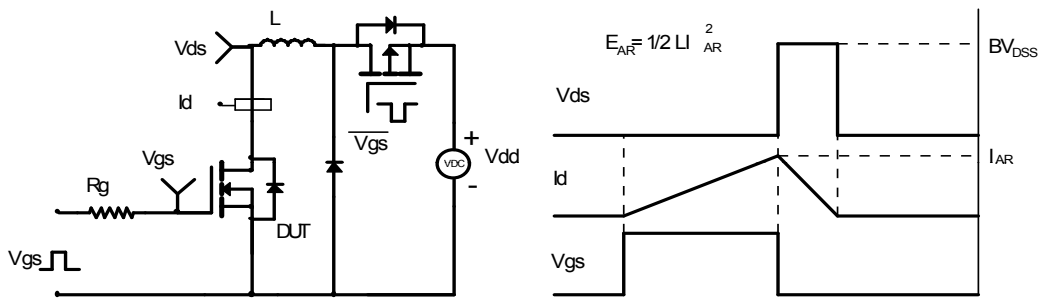 L
Vds
Id
Vgs
Vgs
Rg
DUT
Vgs
VDC
+
-
Vdd
E_AR= 1/2 LI²_AR
BV_DSS
Vds
I_AR
Id
Vgs